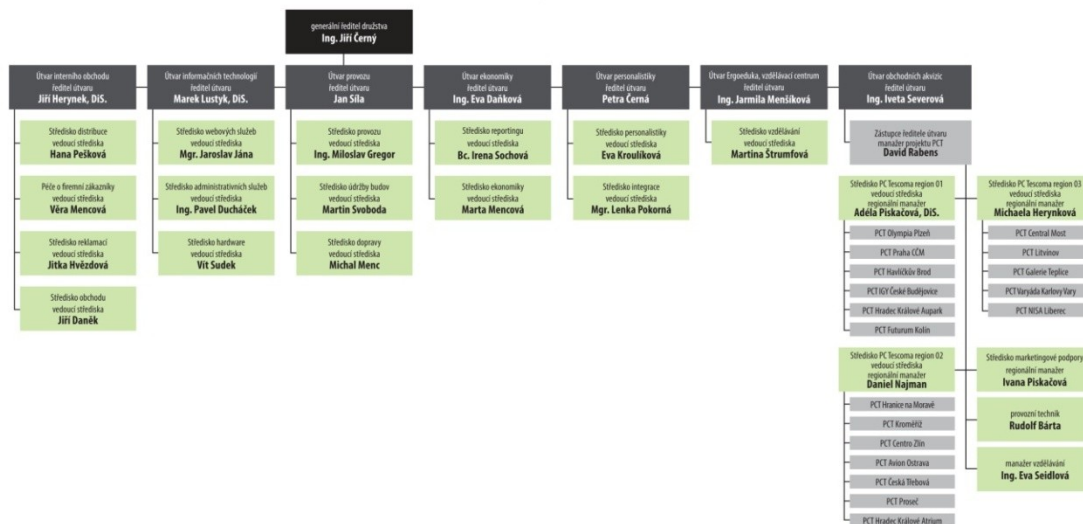 generální ředitel družstva
Ing. Jiří Černý
Útvar interního obchodu
ředitel útvaru
Jiří Herynek, DiS.
Středisko distribuce
vedoucí střediska
Hana Pešková
Péče o firemní zákazníky
vedoucí střediska
Věra Mencová
Středisko reklamací
vedoucí střediska
Jitka Hvězdová
Středisko obchodu
vedoucí střediska
Jiří Daněk
Útvar informačních technologií
ředitel útvaru
Marek Lustyk, DiS.
Středisko webových služeb
vedoucí střediska
Mgr. Jaroslav Jána
Středisko administrativních služeb
vedoucí střediska
Ing. Pavel Ducháček
Středisko hardware
vedoucí střediska
Vít Sudek
Útvar provozu
ředitel útvaru
Jan Síla
Středisko provozu
vedoucí střediska
Ing. Miloslav Gregor
Středisko údržby budov
vedoucí střediska
Martin Svoboda
Středisko dopravy
vedoucí střediska
Michal Menc
Útvar ekonomiky
ředitel útvaru
Ing. Eva Daňková
Středisko reportingu
vedoucí střediska
Bc. Irena Sochová
Středisko ekonomiky
vedoucí střediska
Marta Mencová
Útvar personalistiky
ředitel útvaru
Petra Černá
Středisko personalistiky
vedoucí střediska
Eva Kroulíková
Středisko integrace
vedoucí střediska
Mgr. Lenka Pokorná
Útvar Ergoeduka, vzdělávací centrum
ředitel útvaru
Ing. Jarmila Menšíková
Středisko vzdělávání
vedoucí střediska
Martina Štrumfová
Útvar obchodních akvizic
ředitel útvaru
Ing. Iveta Severová
Zástupce ředitele útvaru
manažer projektu PCT
David Rabens
Středisko PC Tescoma region 01
vedoucí střediska
regionální manažer
Adéla Piskačová, DiS.
PCT Olympia Plzeň
PCT Praha CČM
PCT Havlíčkův Brod
PCT IGY České Budějovice
PCT Hradec Králové Aupark
PCT Futurum Kolín
Středisko PC Tescoma region 03
vedoucí střediska
regionální manažer
Michaela Herynková
PCT Central Most
PCT Litvínov
PCT Galerie Teplice
PCT Varyáda Karlovy Vary
PCT NISA Liberec
Středisko PC Tescoma region 02
vedoucí střediska
regionální manažer
Daniel Najman
PCT Hranice na Moravě
PCT Kroměříž
PCT Centro Zlín
PCT Avion Ostrava
PCT Česká Třebová
PCT Proseč
PCT Hradec Králové Atrium
Středisko marketingové podpory
regionální manažer
Ivana Piskačová
provozní technik
Rudolf Bárta
manažer vzdělávání
Ing. Eva Seidlová